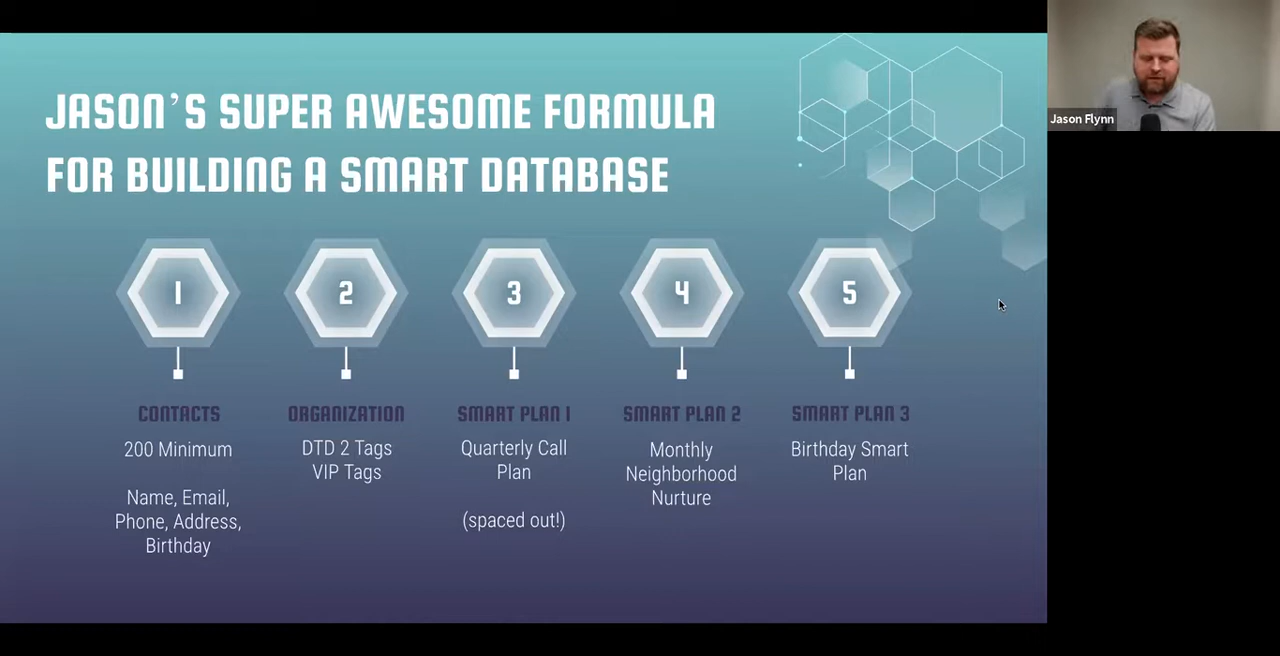 JASON'S SUPER AWESOME FORMULA
FOR BUILDING A SMART DATABASE
Jason Flynn
1
2
3
4
5
CONTACTS
200 Minimum
Name, Email,
Phone, Address,
Birthday
ORGANIZATION
DTD 2 Tags
VIP Tags
SMART PLAN 1
Quarterly Call
Plan
(spaced out!)
SMART PLAN 2
Monthly
Neighborhood
Nurture
SMART PLAN 3
Birthday Smart
Plan